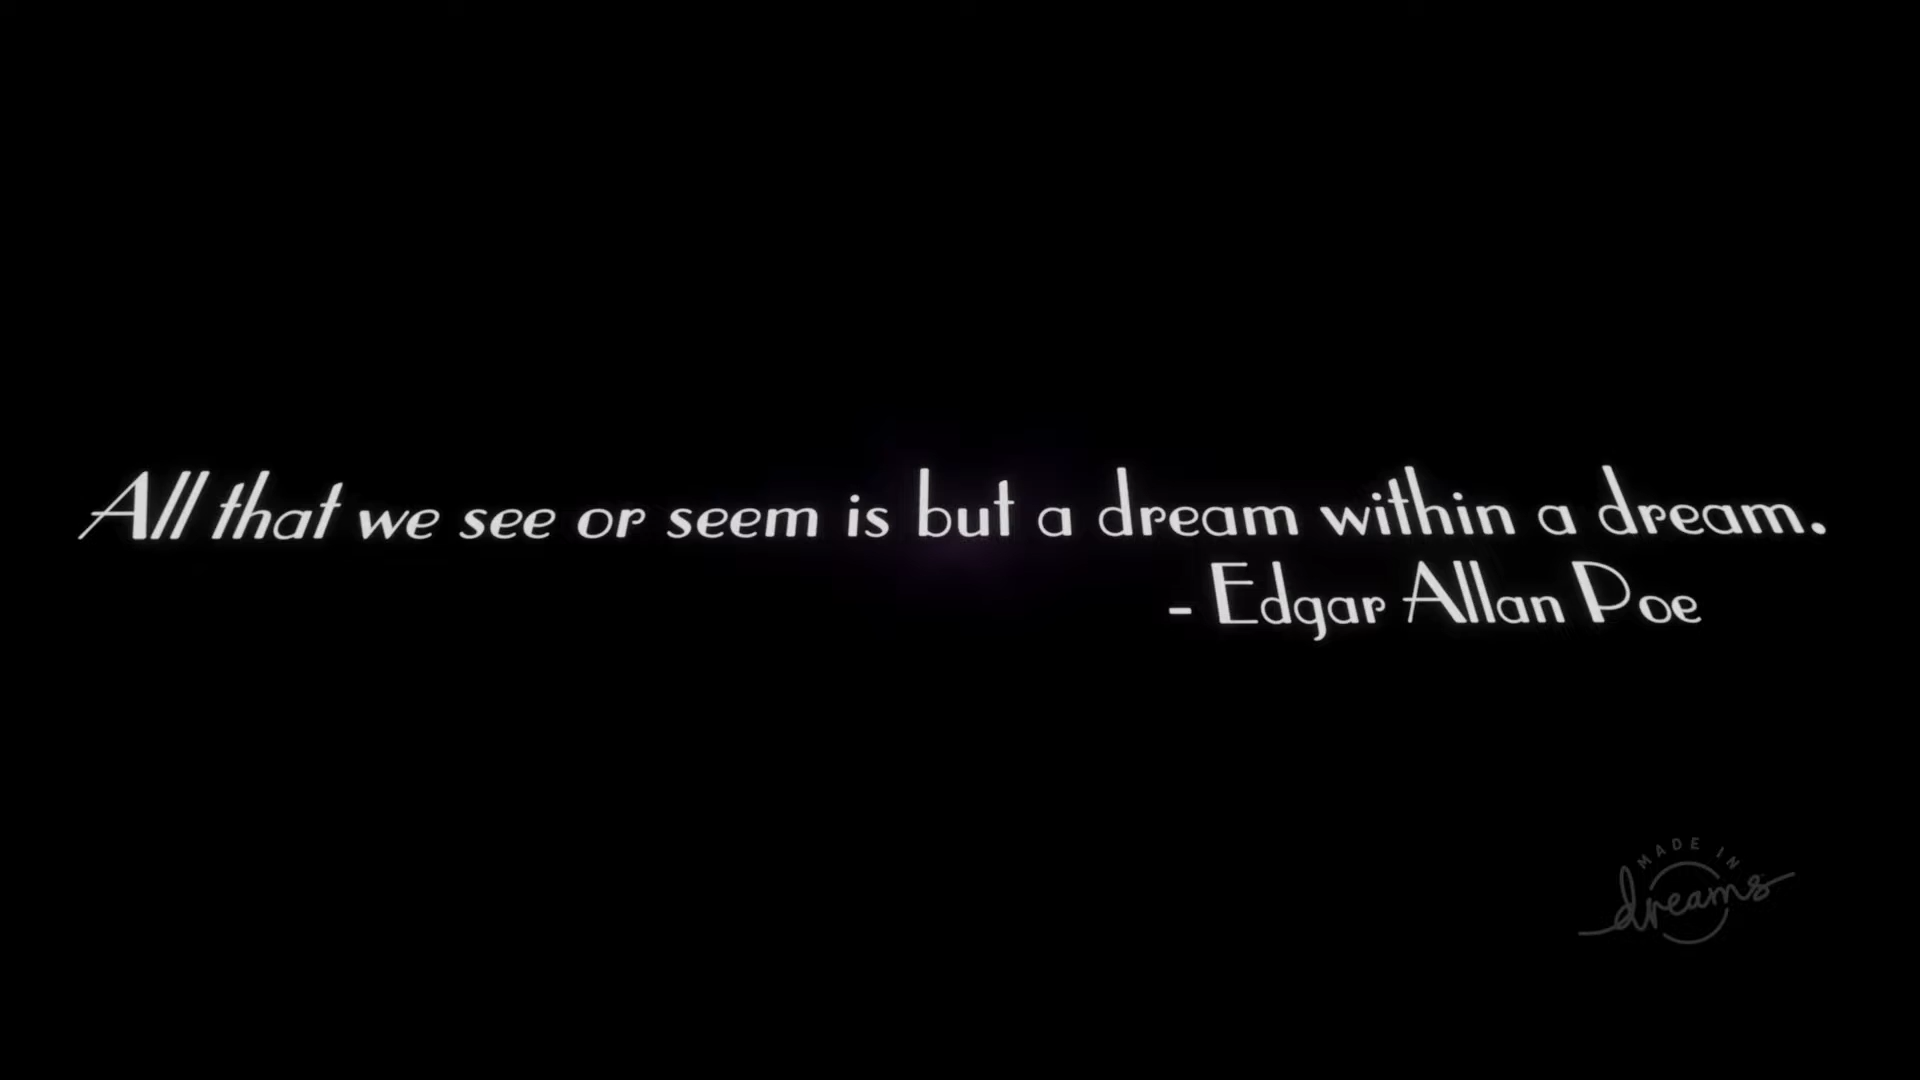 All that we see or seem is but a dream within a dream.
- Edgar Allan Poe
MADE IN
dreams